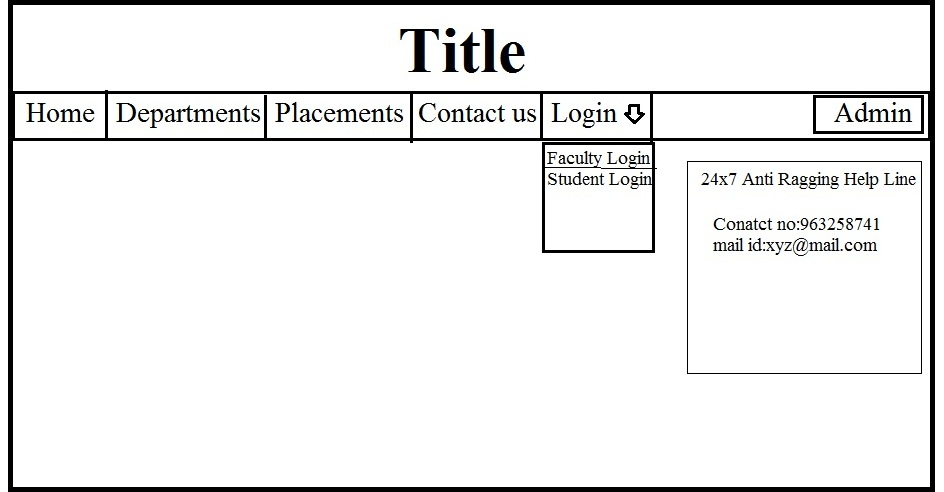 Title
Home Departments Placements Contact us Login Admin
Faculty Login
Student Login
24x7 Anti Ragging Help Line
Conatct no:963258741
mail id:xyz@mail.com